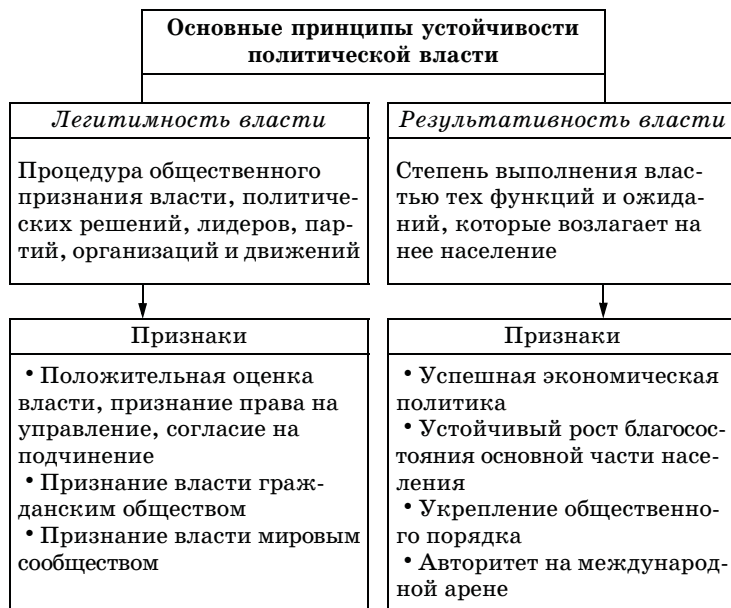 Основные принципы устойчивости
политической власти
Легитимность власти
Процедура общественного
признания власти, политиче-
ских решений, лидеров, пар-
тий, организаций и движений
Признаки
• Положительная оценка
власти, признание права на
управление, согласие на
подчинение
• Признание власти граж-
данским обществом
• Признание власти мировым
сообществом
Результативность власти
Степень выполнения влас-
тью тех функций и ожида-
ний, которые возлагает на
нее население
Признаки
• Успешная экономическая
политика
• Устойчивый рост благосос-
тояния основной части насе-
ления
• Укрепление общественно-
го порядка
• Авторитет на международ-
ной арене